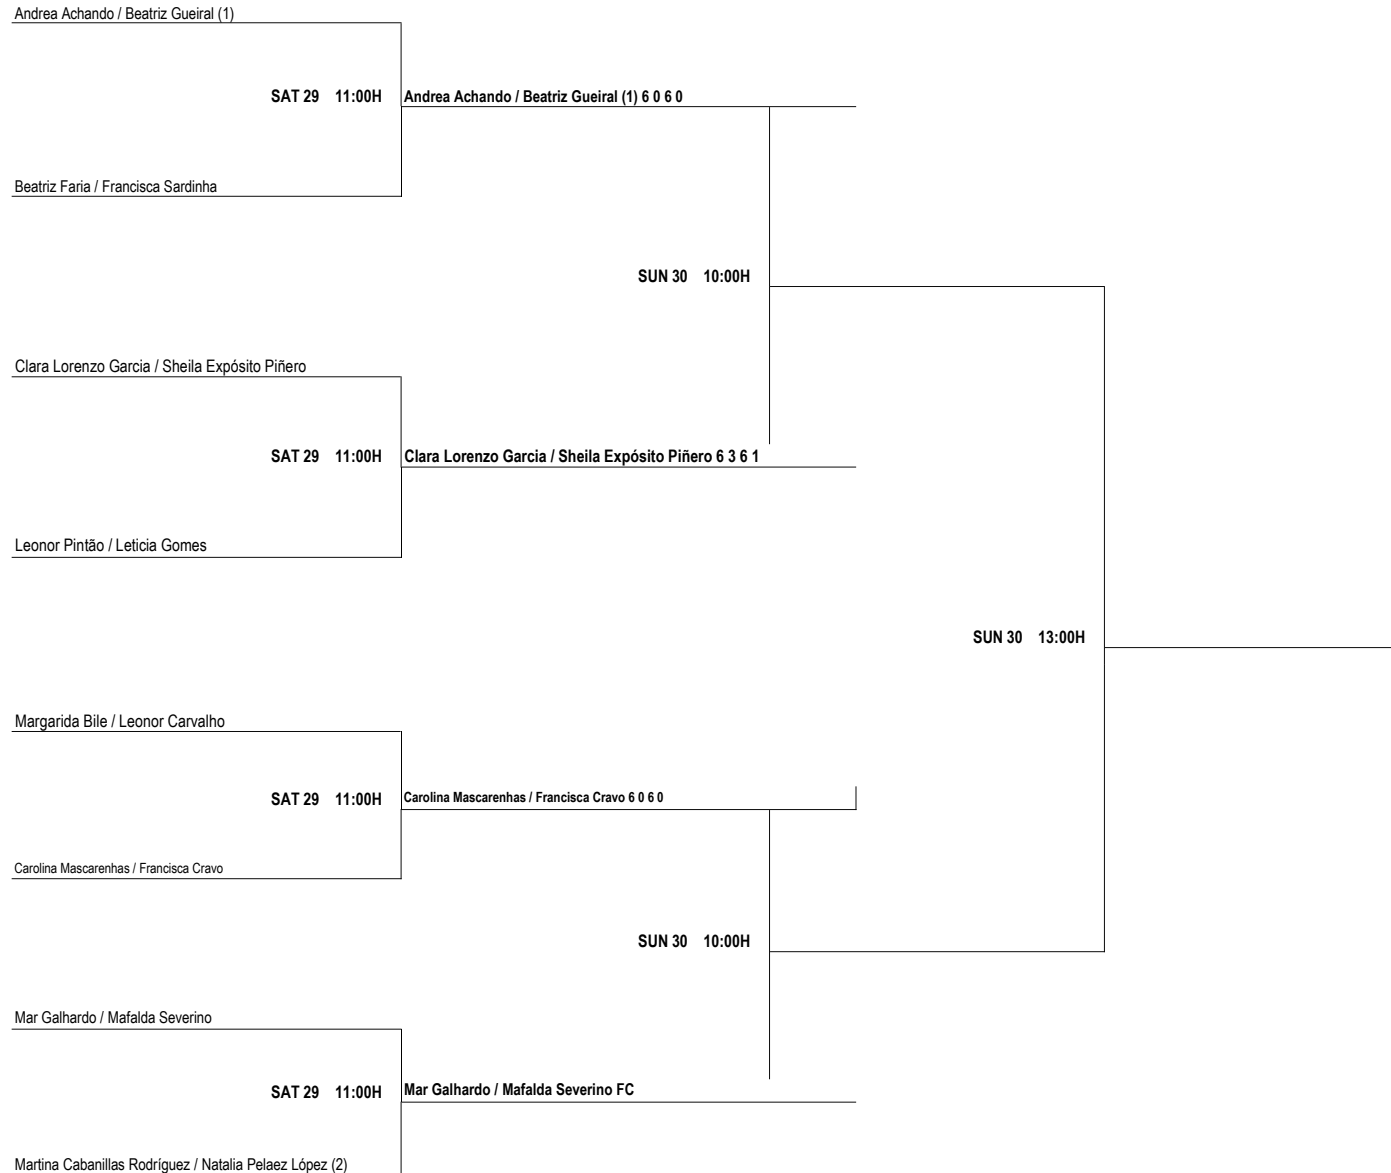 Andrea Achando / Beatriz Gueiral (1)
SAT 29 11:00H Andrea Achando / Beatriz Gueiral (1) 6 0 6 0
Beatriz Faria / Francisca Sardinha
SUN 30 10:00H
Clara Lorenzo Garcia / Sheila Expósito Piñero
SAT 29 11:00H Clara Lorenzo Garcia / Sheila Expósito Piñero 6 3 6 1
Leonor Pintão / Leticia Gomes
SUN 30 13:00H
Margarida Bile / Leonor Carvalho
SAT 29 11:00H Carolina Mascarenhas / Francisca Cravo 6 0 6 0
Carolina Mascarenhas / Francisca Cravo
SUN 30 10:00H
Mar Galhardo / Mafalda Severino
SAT 29 11:00H Mar Galhardo / Mafalda Severino FC
Martina Cabanillas Rodríguez / Natalia Pelaez López (2)